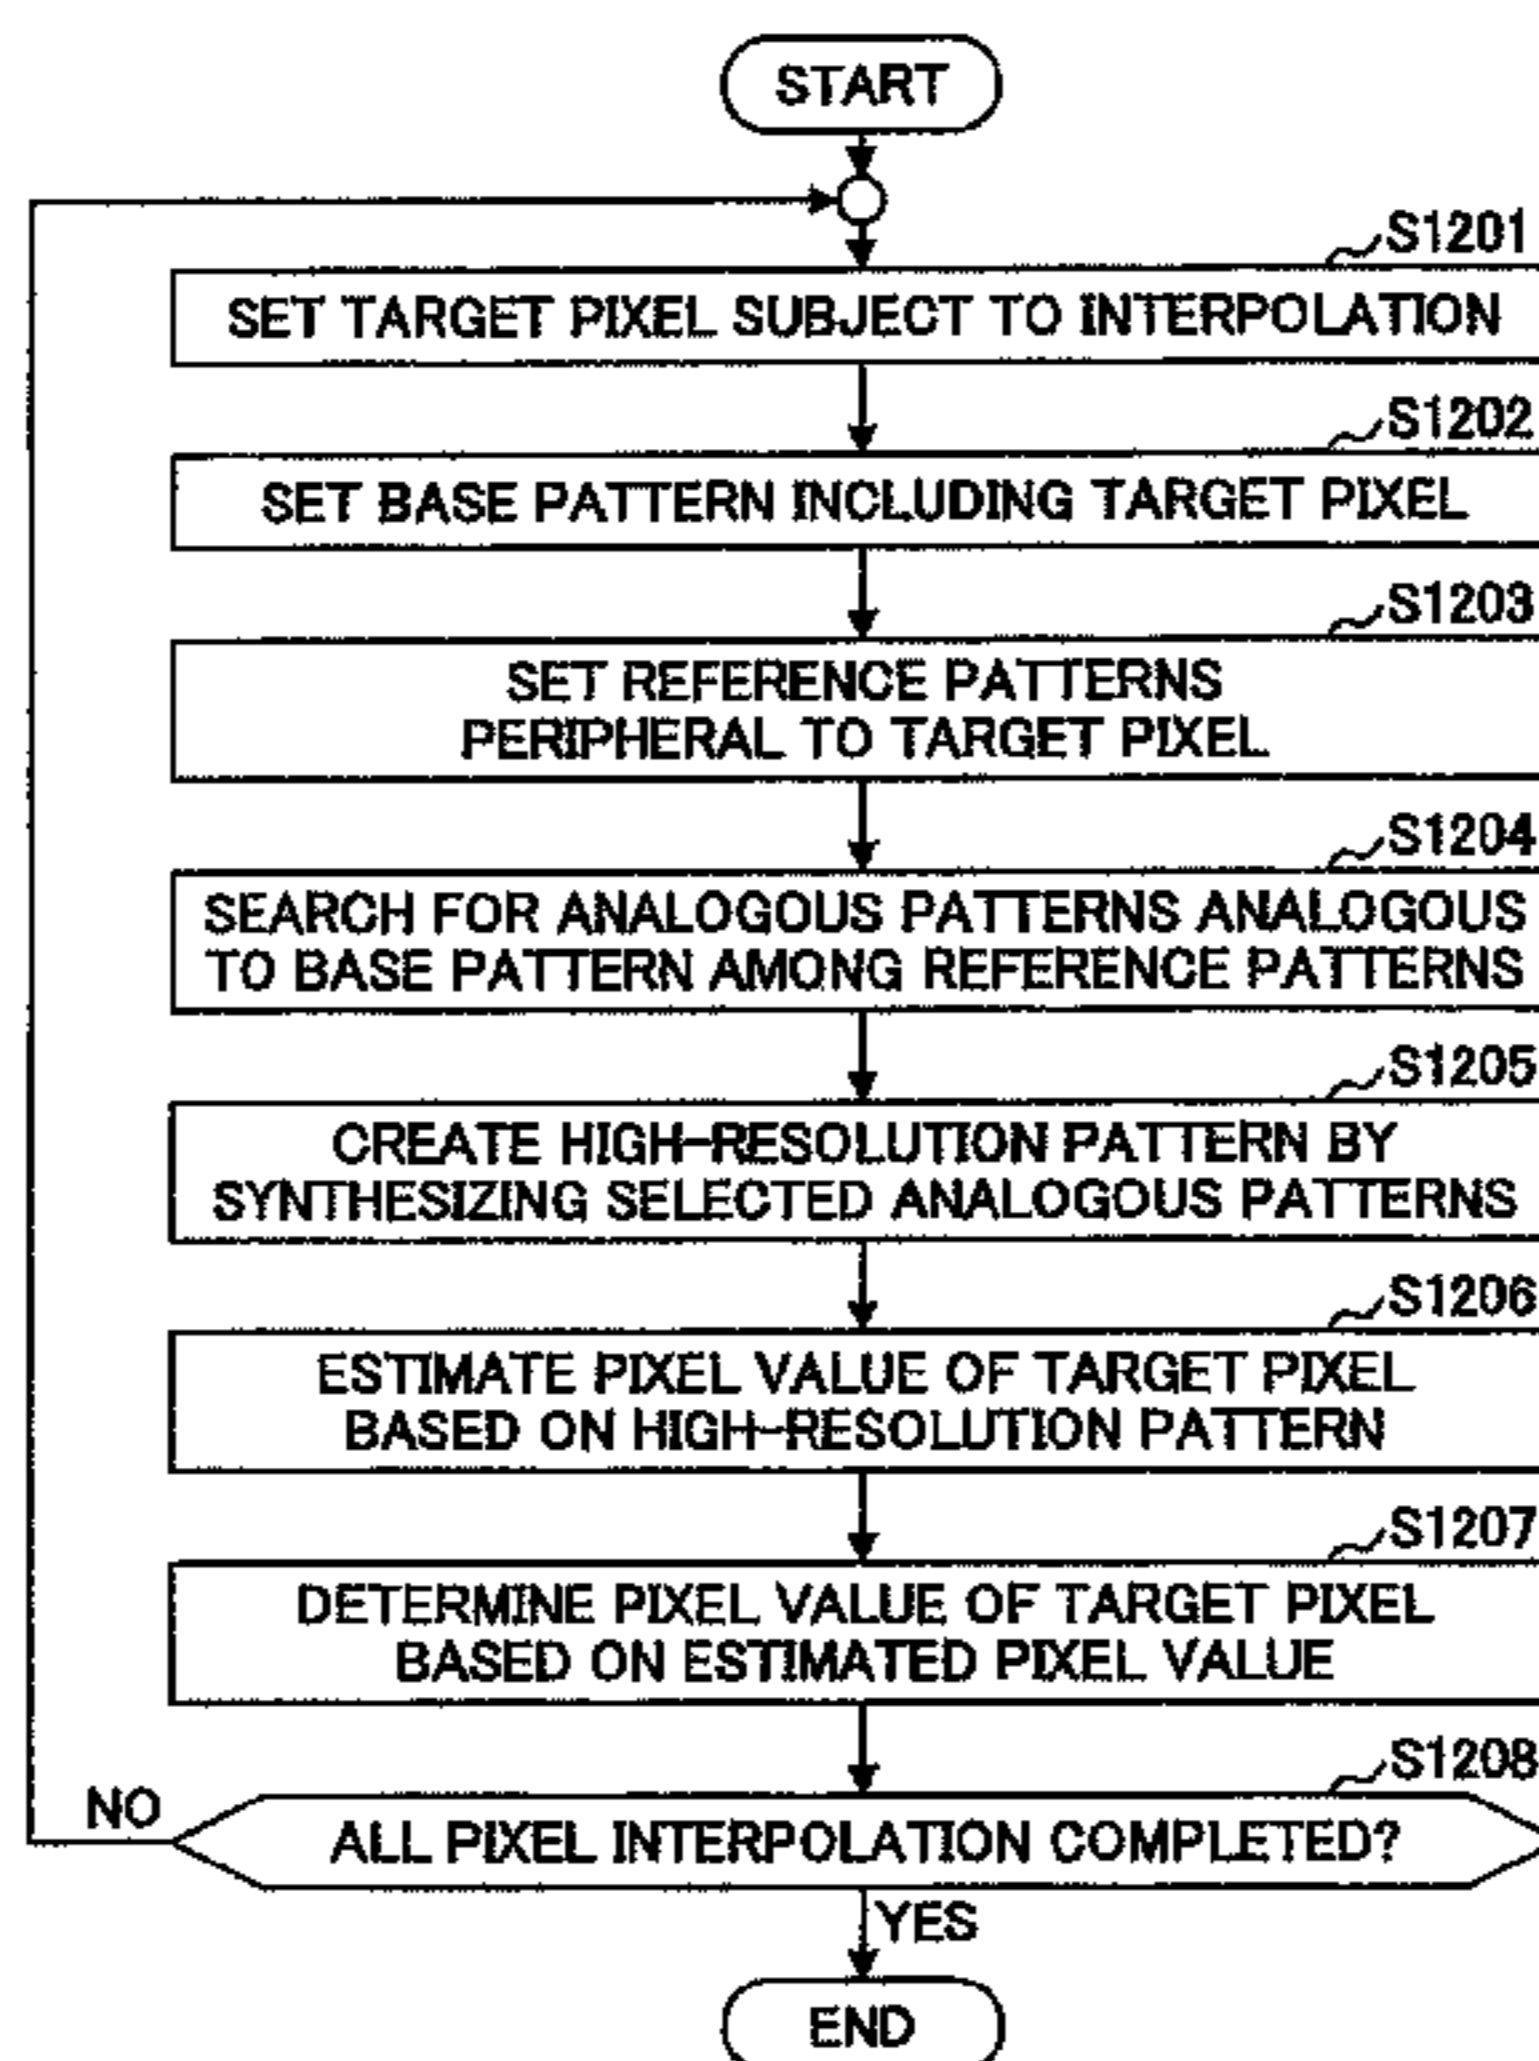 START
S1201
SET TARGET PIXEL SUBJECT TO INTERPOLATION
S1202
SET BASE PATTERN INCLUDING TARGET PIXEL
S1203
SET REFERENCE PATTERNS
PERIPHERAL TO TARGET PIXEL
S1204
SEARCH FOR ANALOGOUS PATTERNS ANALOGOUS
TO BASE PATTERN AMONG REFERENCE PATTERNS
S1205
CREATE HIGH-RESOLUTION PATTERN BY
SYNTHESIZING SELECTED ANALOGOUS PATTERNS
S1206
ESTIMATE PIXEL VALUE OF TARGET PIXEL
BASED ON HIGH-RESOLUTION PATTERN
S1207
DETERMINE PIXEL VALUE OF TARGET PIXEL
BASED ON ESTIMATED PIXEL VALUE
S1208
NO
ALL PIXEL INTERPOLATION COMPLETED?
YES
END